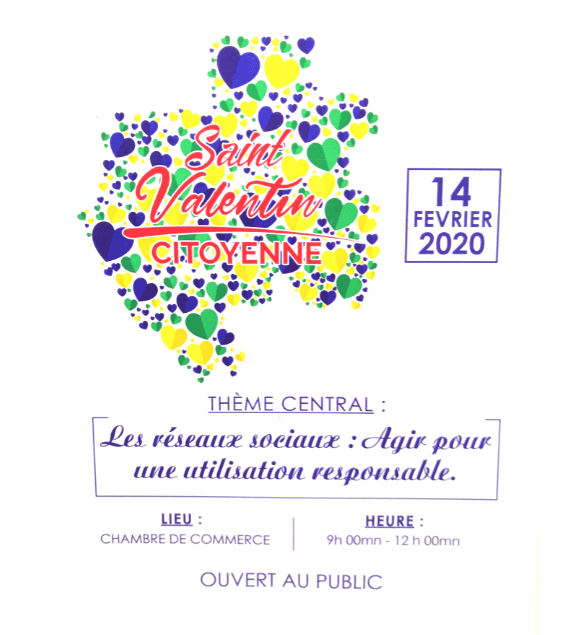 Saint
Valentin
CITOYENNE
14
FEVRIER
2020
THÈME CENTRAL :
Les réseaux sociaux : Agir pour
une utilisation responsable.
LIEU :
CHAMBRE DE COMMERCE
HEURE :
9h 00mn - 12 h 00mn
OUVERT AU PUBLIC